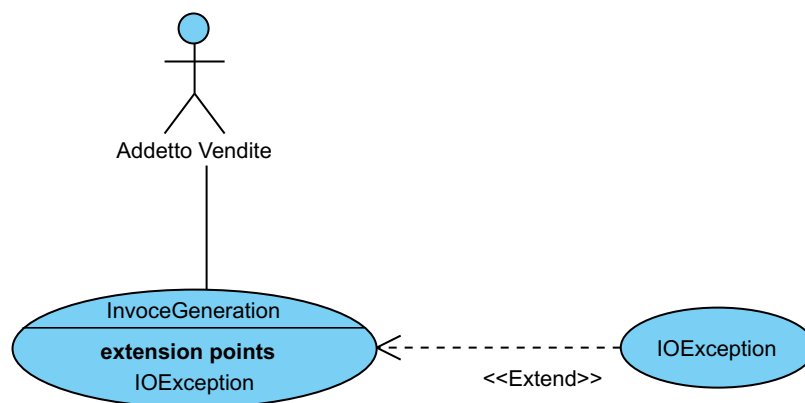 Addetto Vendite
InvoceGeneration
extension points
IOException
<<Extend>>
IOException